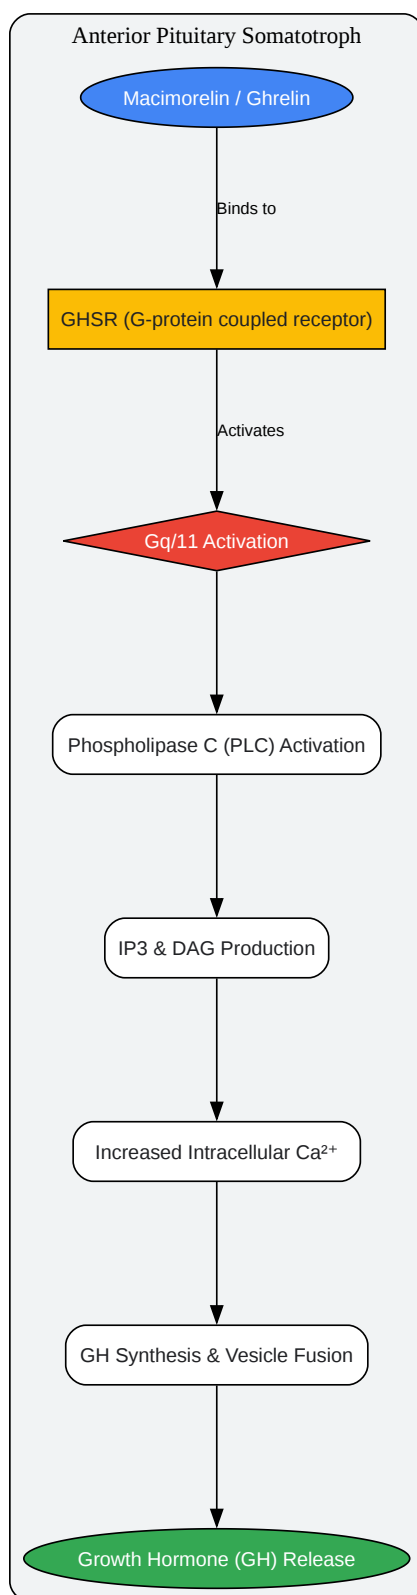 Anterior Pituitary Somatotroph
Macimorelin / Ghrelin
Binds to
GHSR (G-protein coupled receptor)
Activates
Gq/11 Activation
Phospholipase C (PLC) Activation
IP3 & DAG Production
Increased Intracellular Ca²⁺
GH Synthesis & Vesicle Fusion
Growth Hormone (GH) Release